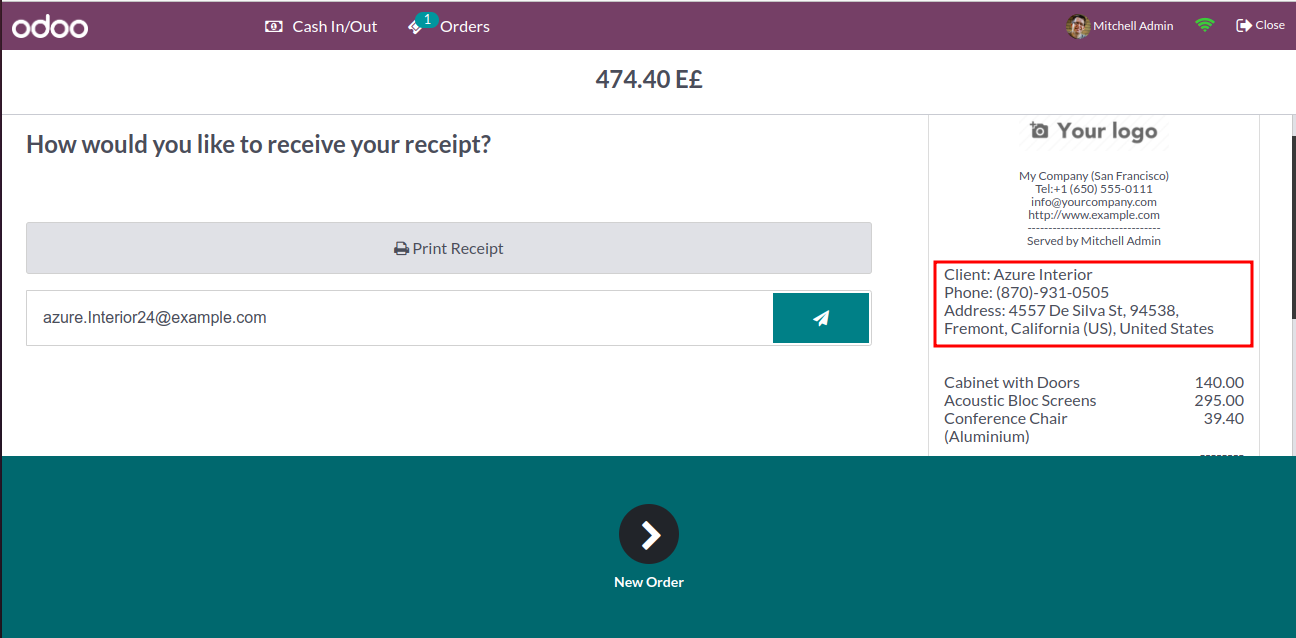 odoo
Cash In/Out
1
Orders
Mitchell Admin
Close
474.40 E£
How would you like to receive your receipt?
Print Receipt
azure.Interior24@example.com
Your logo
My Company (San Francisco)
Tel:+1 (650) 555-0111
info@yourcompany.com
http://www.example.com
--------------------------------
Served by Mitchell Admin
Client: Azure Interior
Phone: (870)-931-0505
Address: 4557 De Silva St, 94538,
Fremont, California (US), United States
Cabinet with Doors 140.00
Acoustic Bloc Screens 295.00
Conference Chair 39.40
(Aluminium)
--------
New Order